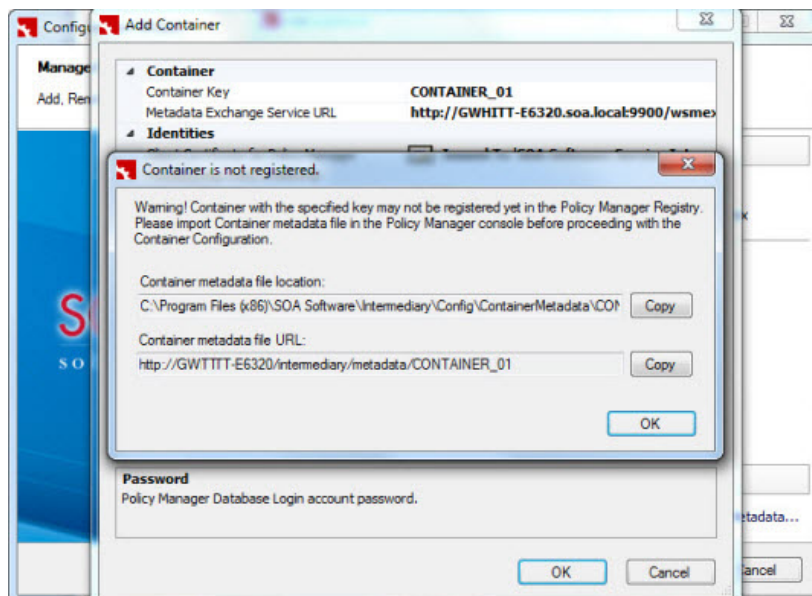 Configu
Add Container
Manage
Add, Rem
Container
Container Key CONTAINER_01
Metadata Exchange Service URL http://GWHITT-E6320.soa.local:9900/wsmex
Identities
Container is not registered.
Warning! Container with the specified key may not be registered yet in the Policy Manager Registry.
Please import Container metadata file in the Policy Manager console before proceeding with the
Container Configuration.
Container metadata file location:
C:\Program Files (x86)\SOA Software\Intermediary\Config\ContainerMetadata\CON
Copy
Container metadata file URL:
http://GWTTTT-E6320/intermediary/metadata/CONTAINER_01
Copy
OK
SO
Password
Policy Manager Database Login account password.
etadata...
OK
Cancel
Cancel